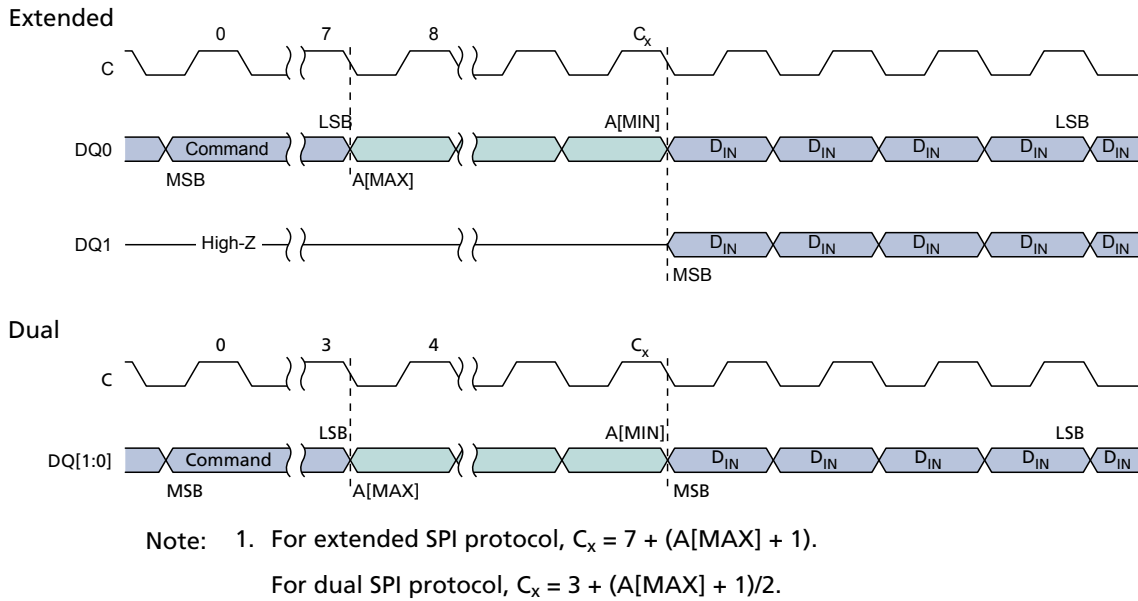 Extended
0 7 8 Cx
C
LSB A[MIN] LSB
DQ0 Command DIN DIN DIN DIN DIN
MSB A[MAX]
DQ1 High-Z DIN DIN DIN DIN DIN
MSB
Dual
0 3 4 Cx
C
LSB A[MIN] LSB
DQ[1:0] Command DIN DIN DIN DIN DIN
MSB A[MAX] MSB
Note: 1. For extended SPI protocol, Cx = 7 + (A[MAX] + 1).
For dual SPI protocol, Cx = 3 + (A[MAX] + 1)/2.